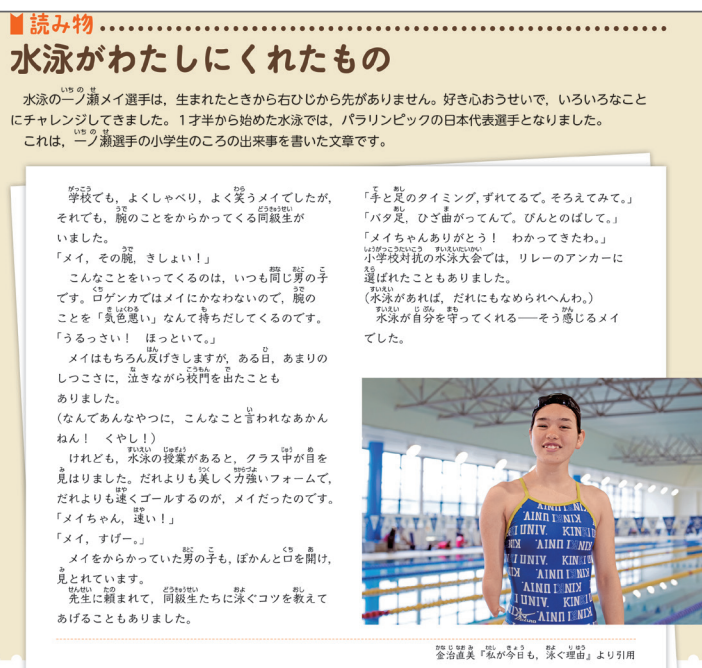 読み物
水泳がわたしにくれたもの
水泳の一ノ瀬メイ選手は，生まれたときから右ひじから先がありません。好き心おうせいで，いろいろなこと
にチャレンジしてきました。1才半から始めた水泳では，パラリンピックの日本代表選手となりました。
これは，一ノ瀬選手の小学生のころの出来事を書いた文章です。
学校でも，よくしゃべり，よく笑うメイでしたが，
それでも，腕のことをからかってくる同級生が
いました。
「メイ，その腕，きしょい！」
こんなことをいってくるのは，いつも同じ男の子
です。口ゲンカではメイにかなわないので，腕の
ことを「気色悪い」なんて持ちだしてくるのです。
「うるっさい！　ほっといて。」
メイはもちろん反げきしますが，ある日，あまりの
しつこさに，泣きながら校門を出たことも
ありました。
(なんであんなやつに，こんなこと言われなあかん
ねん！　くやし！)
けれども，水泳の授業があると，クラス中が目を
見はりました。だれよりも美しく力強いフォームで，
だれよりも速くゴールするのが，メイだったのです。
「メイちゃん，速い！」
「メイ，すげー。」
メイをからかっていた男の子も，ぽかんと口を開け，
見とれています。
先生に頼まれて，同級生たちに泳ぐコツを教えて
あげることもありました。
「手と足のタイミング，ずれてるで。そろえてみて。」
「バタ足，ひざ曲がってんで。ぴんとのばして。」
「メイちゃんありがとう！　わかってきたわ。」
小学校対抗の水泳大会では，リレーのアンカーに
選ばれたこともありました。
(水泳があれば，だれにもなめられへんわ。)
水泳が自分を守ってくれる――そう感じるメイ
でした。
金治直美『私が今日も，泳ぐ理由』より引用